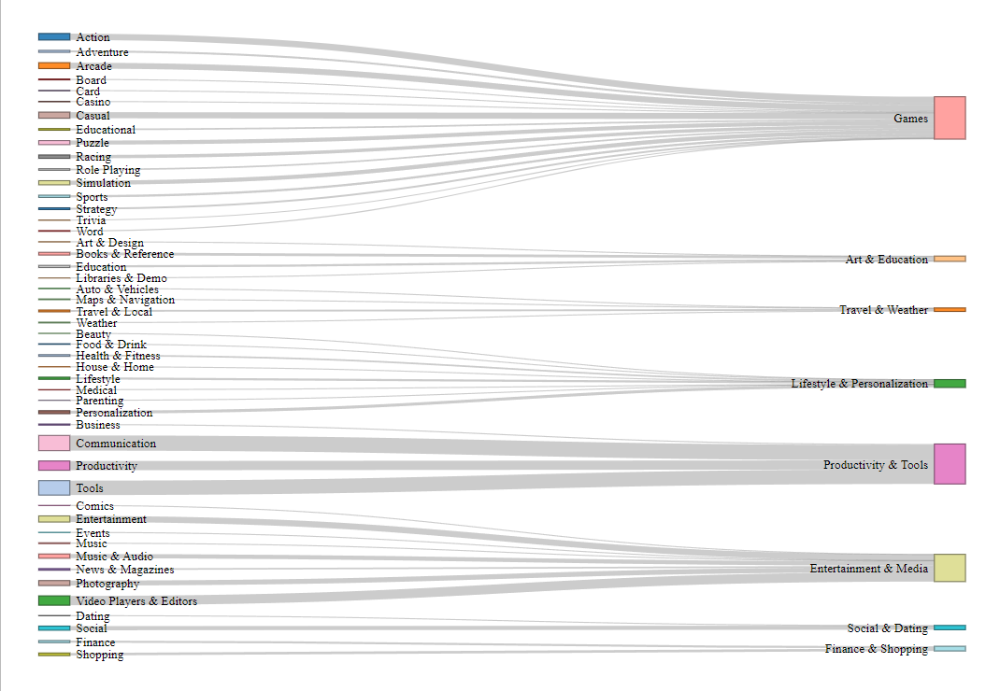 Action
Adventure
Arcade
Board
Card
Casino
Casual
Educational
Puzzle
Racing
Role Playing
Simulation
Sports
Strategy
Trivia
Word
Art & Design
Books & Reference
Education
Libraries & Demo
Auto & Vehicles
Maps & Navigation
Travel & Local
Weather
Beauty
Food & Drink
Health & Fitness
House & Home
Lifestyle
Medical
Parenting
Personalization
Business
Communication
Productivity
Tools
Comics
Entertainment
Events
Music
Music & Audio
News & Magazines
Photography
Video Players & Editors
Dating
Social
Finance
Shopping
Games
Art & Education
Travel & Weather
Lifestyle & Personalization
Productivity & Tools
Entertainment & Media
Social & Dating
Finance & Shopping